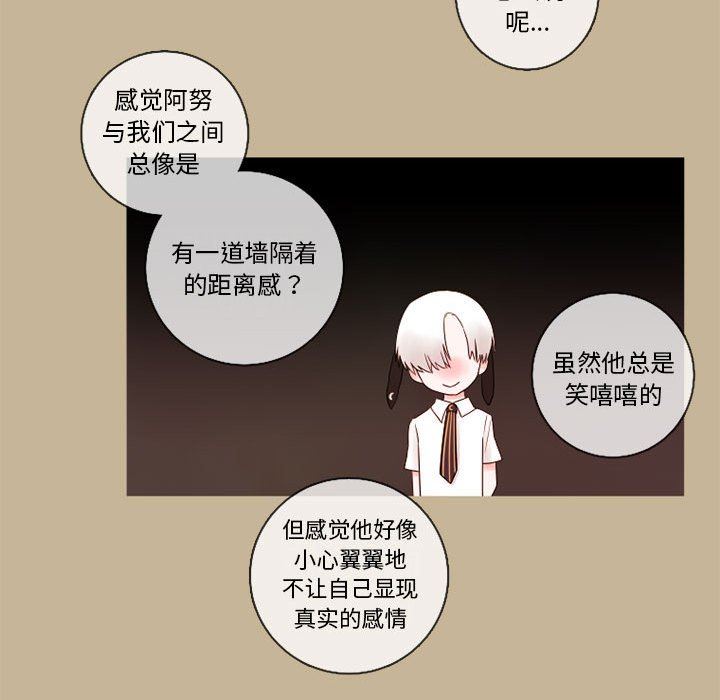 呢...
感觉阿努
与我们之间
总像是
有一道墙隔着
的距离感？
虽然他总是
笑嘻嘻的
但感觉他好像
小心翼翼地
不让自己显现
真实的感情